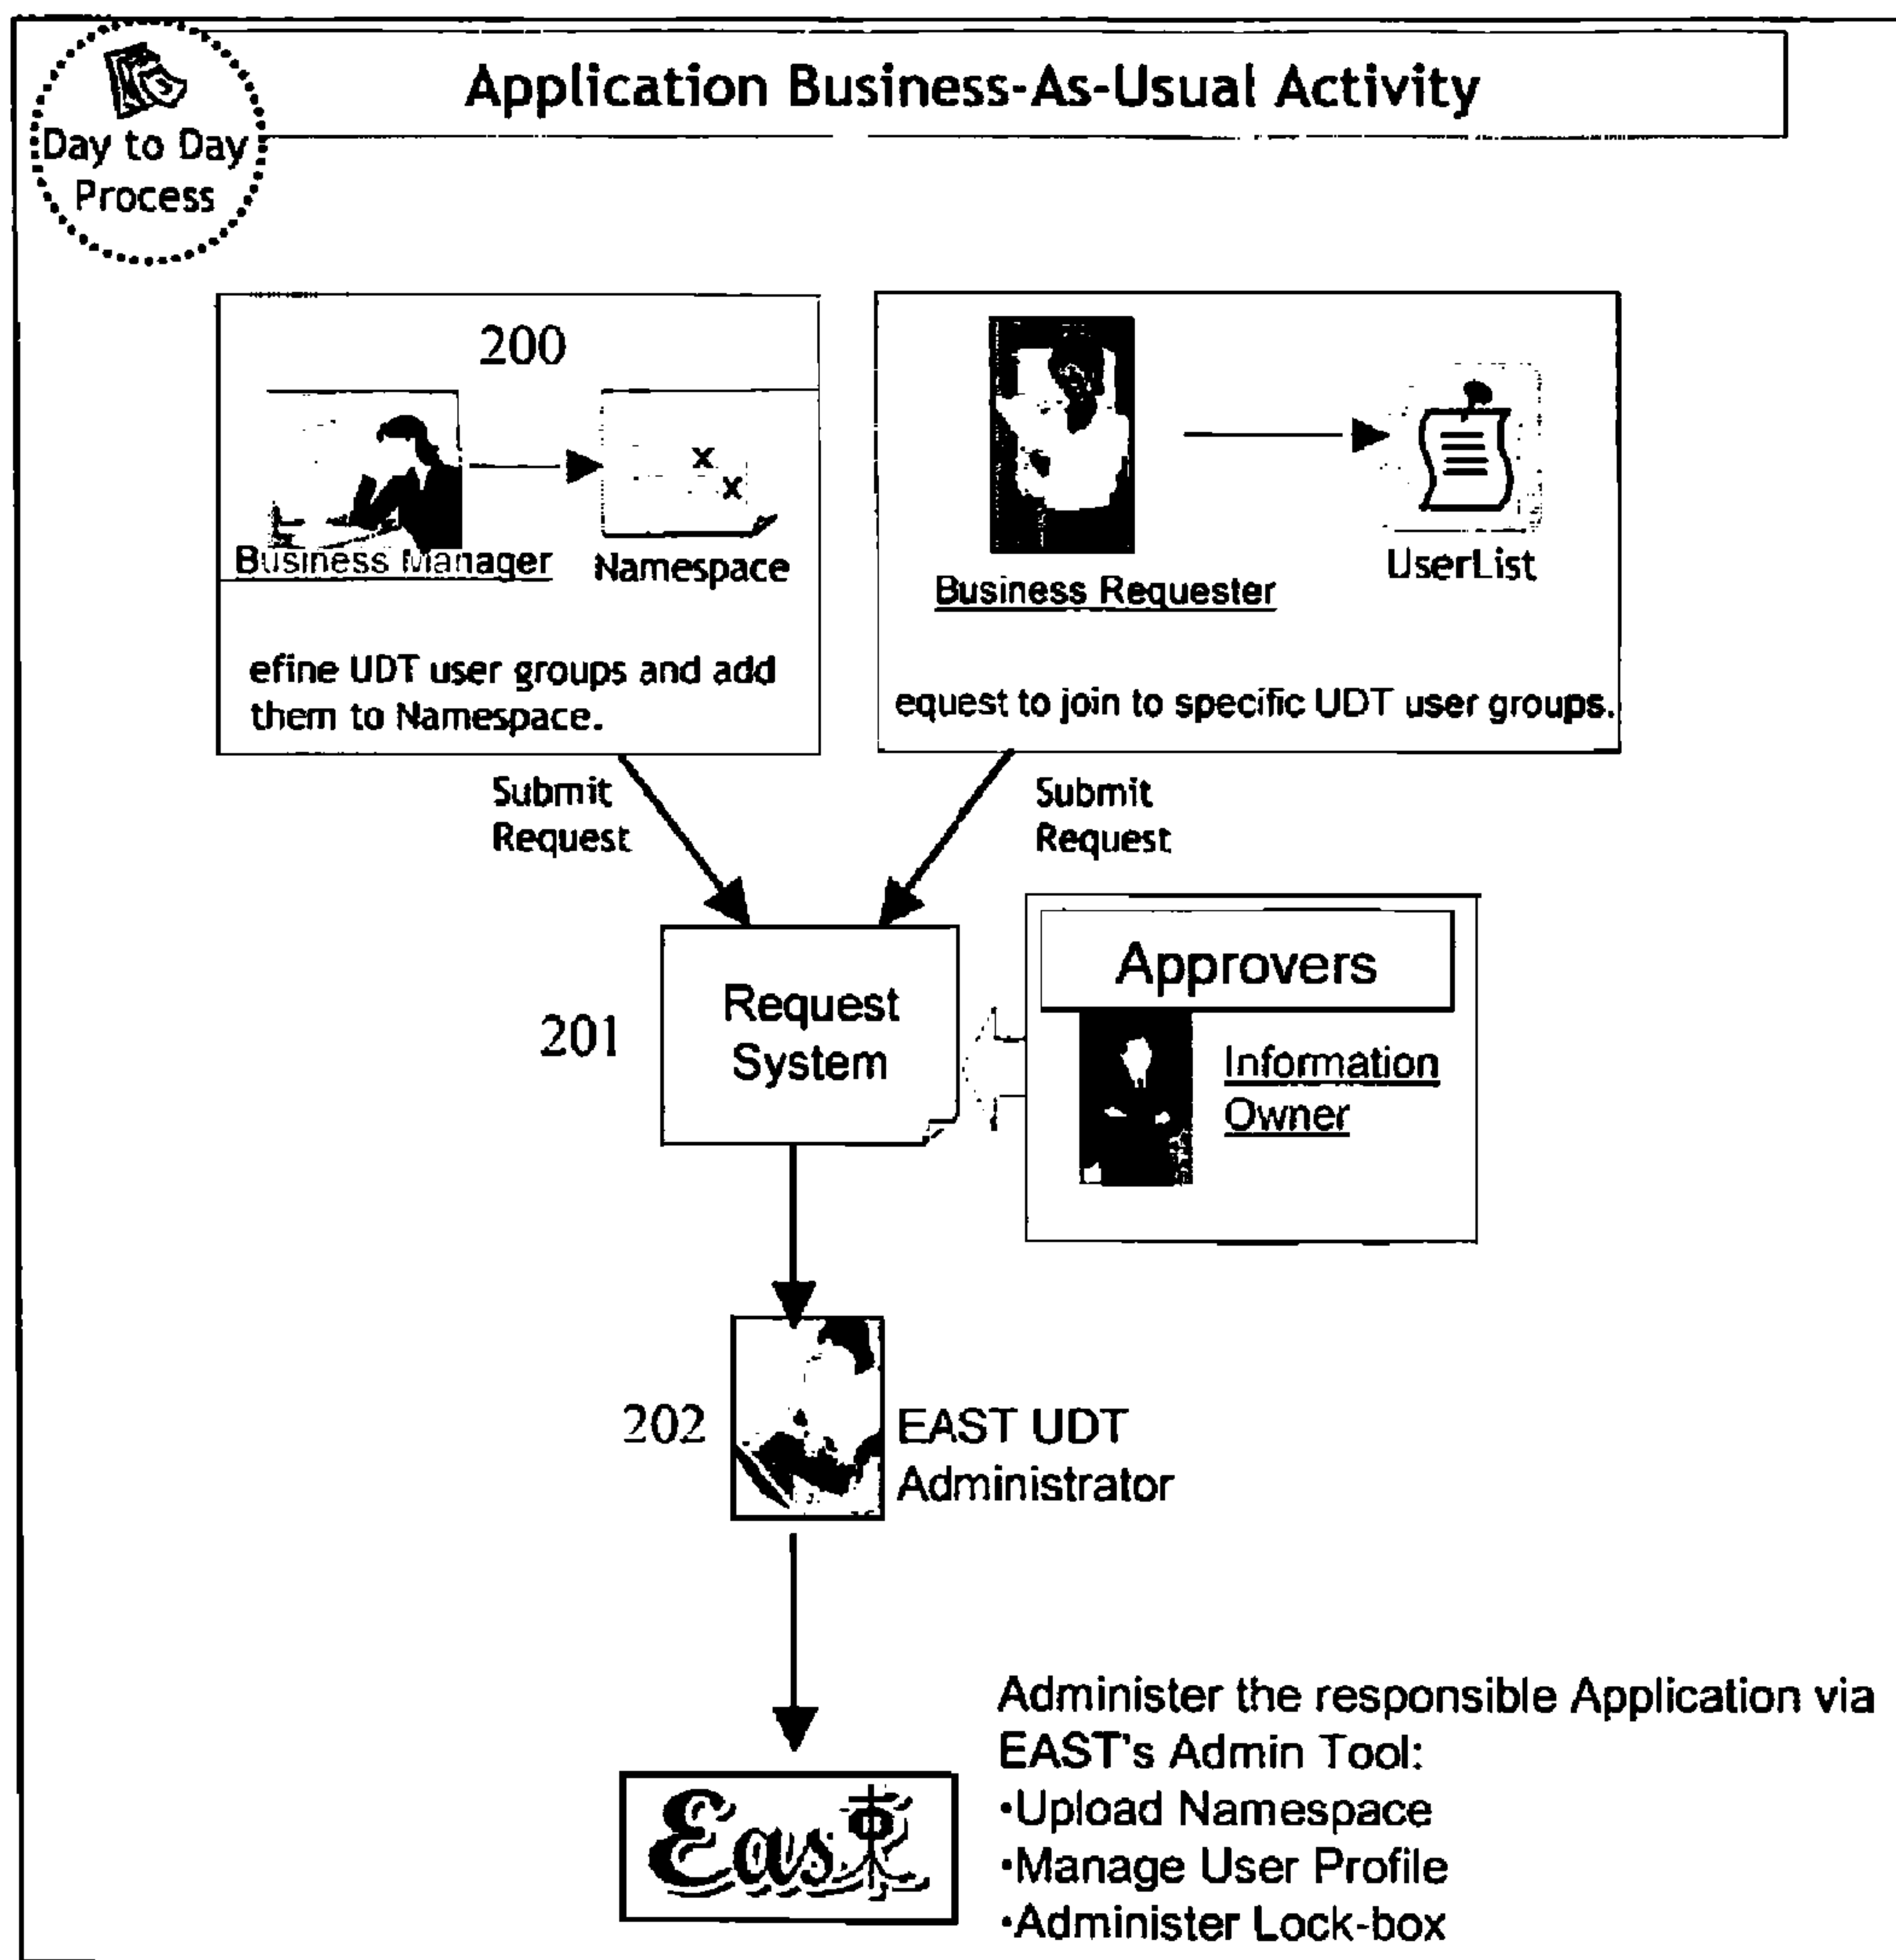 Application Business-As-Usual Activity
Day to Day
Process
200
Business Manager
Namespace
efine UDT user groups and add
them to Namespace.
Business Requester
UserList
equest to join to specific UDT user groups.
Submit
Request
Submit
Request
201
Request
System
Approvers
Information
Owner
202
EAST UDT
Administrator
East
Administer the responsible Application via
EAST's Admin Tool:
•Upload Namespace
•Manage User Profile
•Administer Lock-box